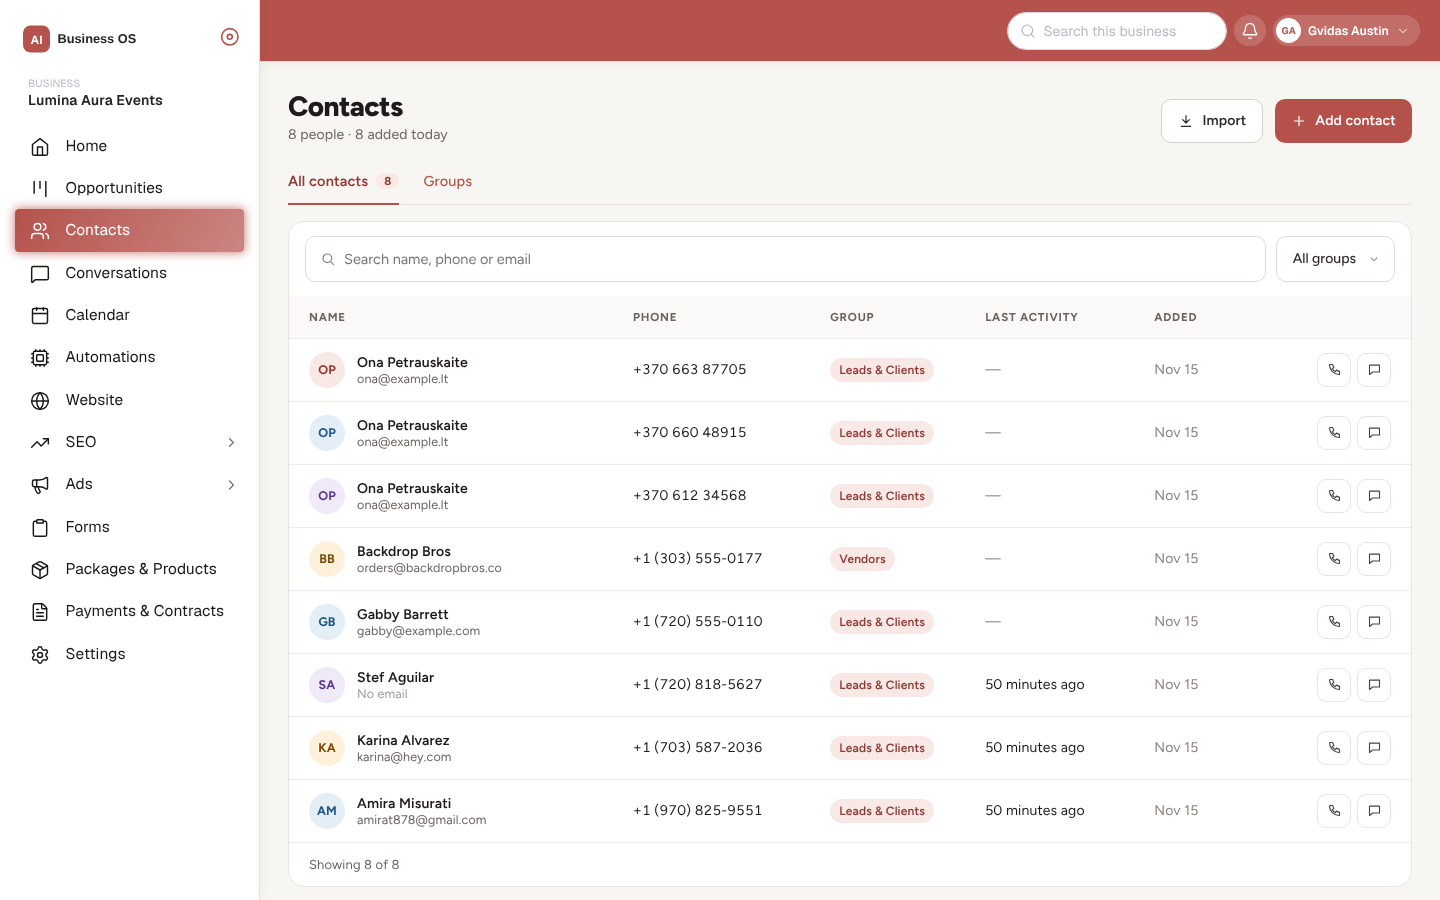 AI Business OS
BUSINESS
Lumina Aura Events
Home
Opportunities
Contacts
Conversations
Calendar
Automations
Website
SEO
Ads
Forms
Packages & Products
Payments & Contracts
Settings
Search this business
GA Gvidas Austin
Contacts
8 people · 8 added today
Import
+ Add contact
All contacts 8 Groups
Search name, phone or email
All groups
NAME PHONE GROUP LAST ACTIVITY ADDED
OP Ona Petrauskaite +370 663 87705 Leads & Clients — Nov 15
ona@example.lt
OP Ona Petrauskaite +370 660 48915 Leads & Clients — Nov 15
ona@example.lt
OP Ona Petrauskaite +370 612 34568 Leads & Clients — Nov 15
ona@example.lt
BB Backdrop Bros +1 (303) 555-0177 Vendors — Nov 15
orders@backdropbros.co
GB Gabby Barrett +1 (720) 555-0110 Leads & Clients — Nov 15
gabby@example.com
SA Stef Aguilar +1 (720) 818-5627 Leads & Clients 50 minutes ago Nov 15
No email
KA Karina Alvarez +1 (703) 587-2036 Leads & Clients 50 minutes ago Nov 15
karina@hey.com
AM Amira Misurati +1 (970) 825-9551 Leads & Clients 50 minutes ago Nov 15
amirat878@gmail.com
Showing 8 of 8